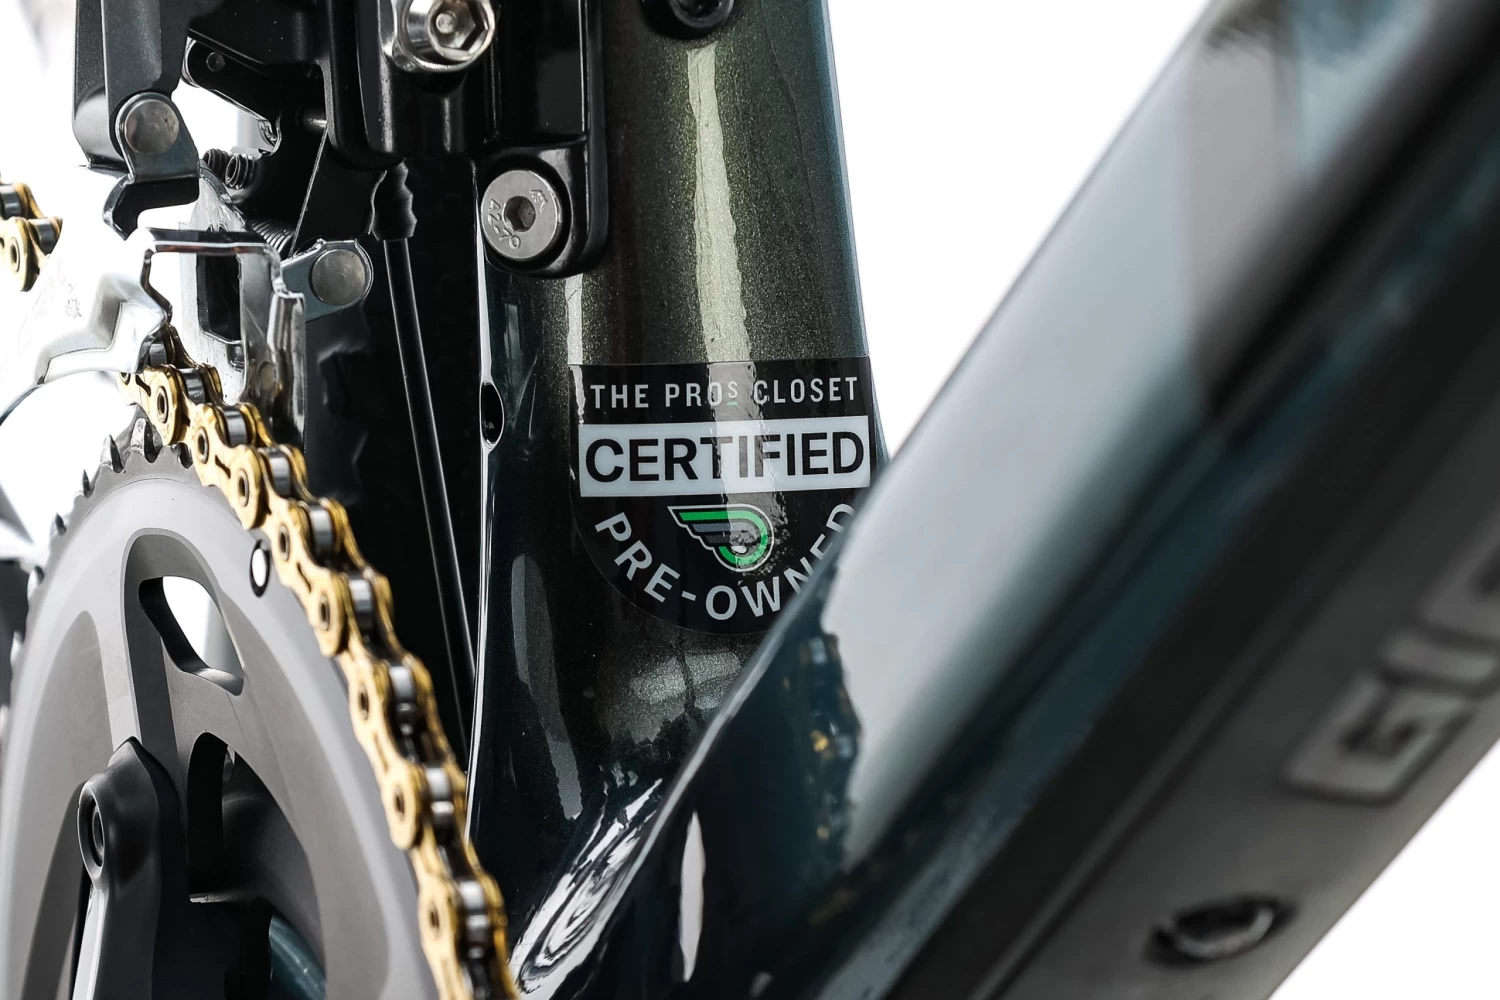 THE PROS CLOSET
CERTIFIED
PRE-OWNED